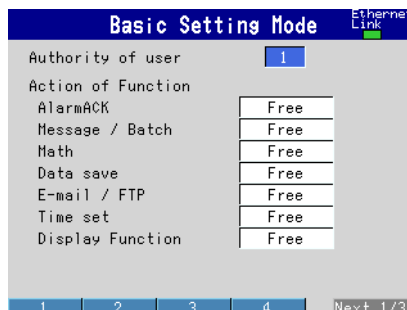 Basic Setting Mode
Etherne
Link
Authority of user 1
Action of Function
AlarmACK Free
Message / Batch Free
Math Free
Data save Free
E-mail / FTP Free
Time set Free
Display Function Free
1 2 3 4 Next 1/3